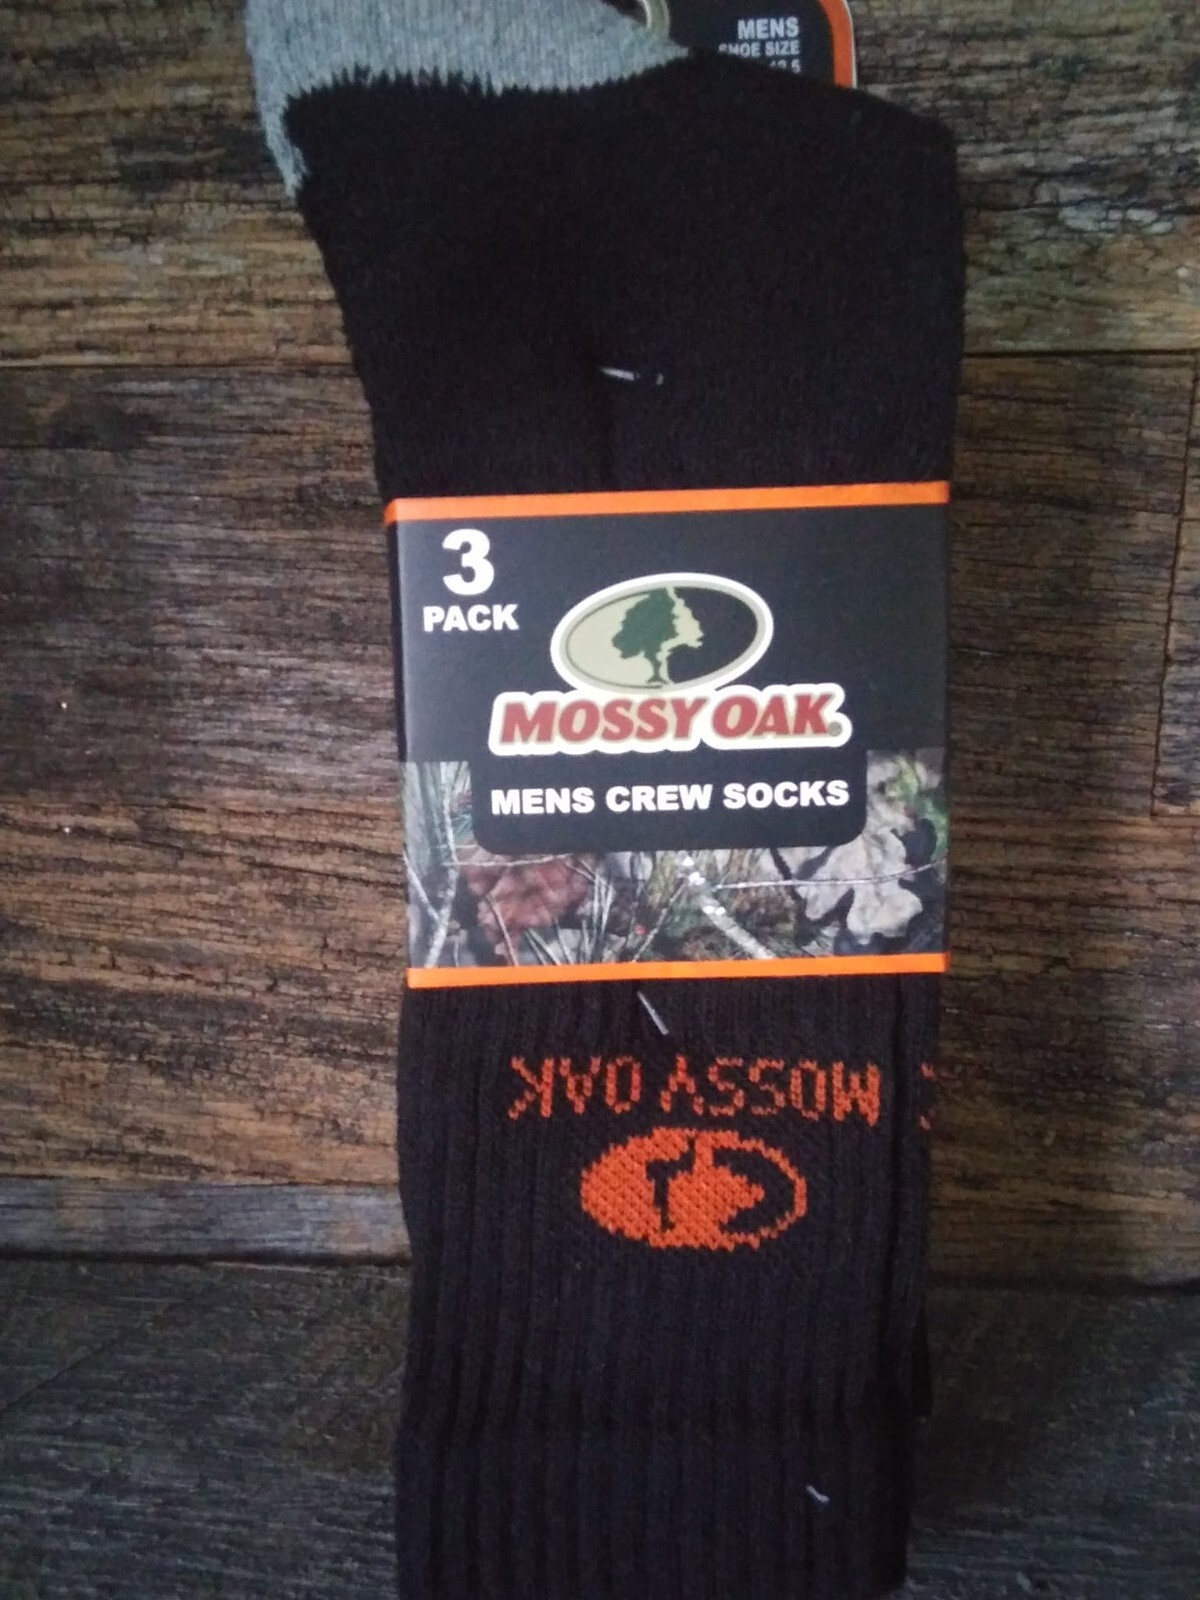 MENS
SHOE SIZE
3
PACK
MOSSY OAK®
MENS CREW SOCKS
MOSSY OAK